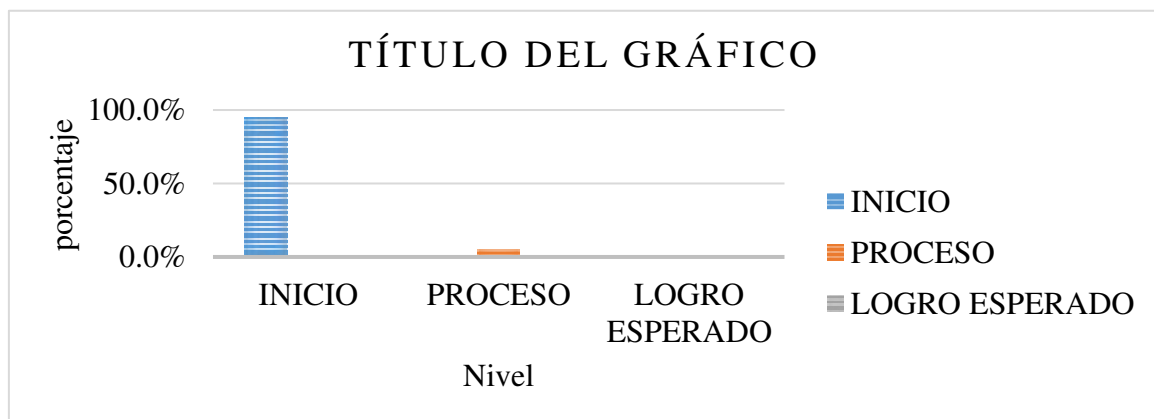 TÍTULO DEL GRÁFICO
porcentaje
100.0%
50.0%
0.0%
INICIO
PROCESO
LOGRO
ESPERADO
Nivel
INICIO
PROCESO
LOGRO ESPERADO